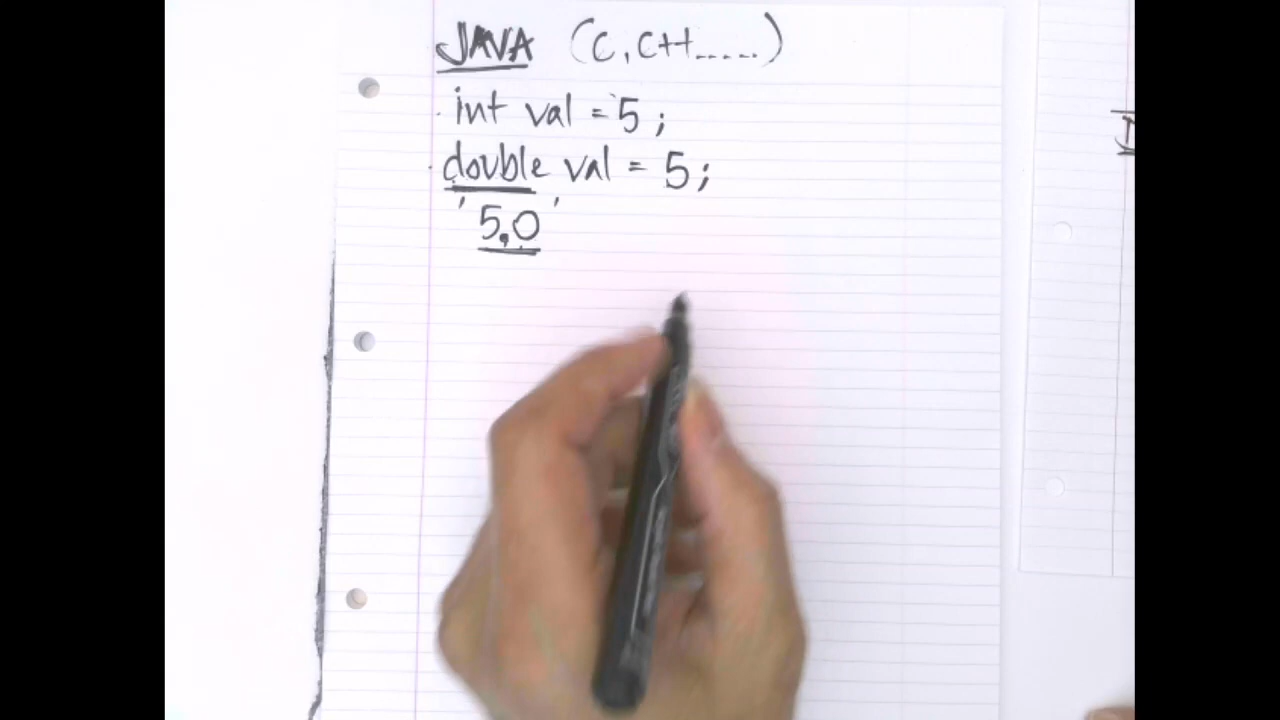 JAVA (C, C++......)
int val = 5;
double val = 5;
'5.0'